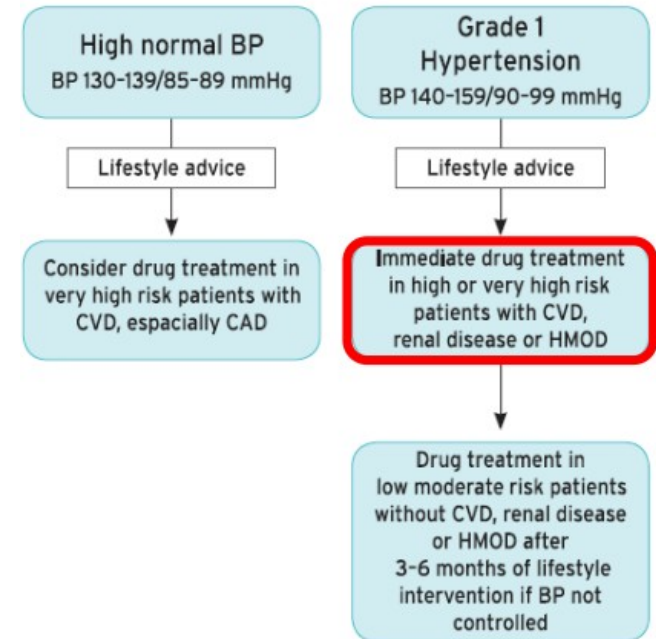 High normal BP
BP 130-139/85-89 mmHg
Lifestyle advice
Consider drug treatment in
very high risk patients with
CVD, espacially CAD
Grade 1
Hypertension
BP 140-159/90-99 mmHg
Lifestyle advice
Immediate drug treatment
in high or very high risk
patients with CVD,
renal disease or HMOD
Drug treatment in
low moderate risk patients
without CVD, renal disease
or HMOD after
3-6 months of lifestyle
intervention if BP not
controlled